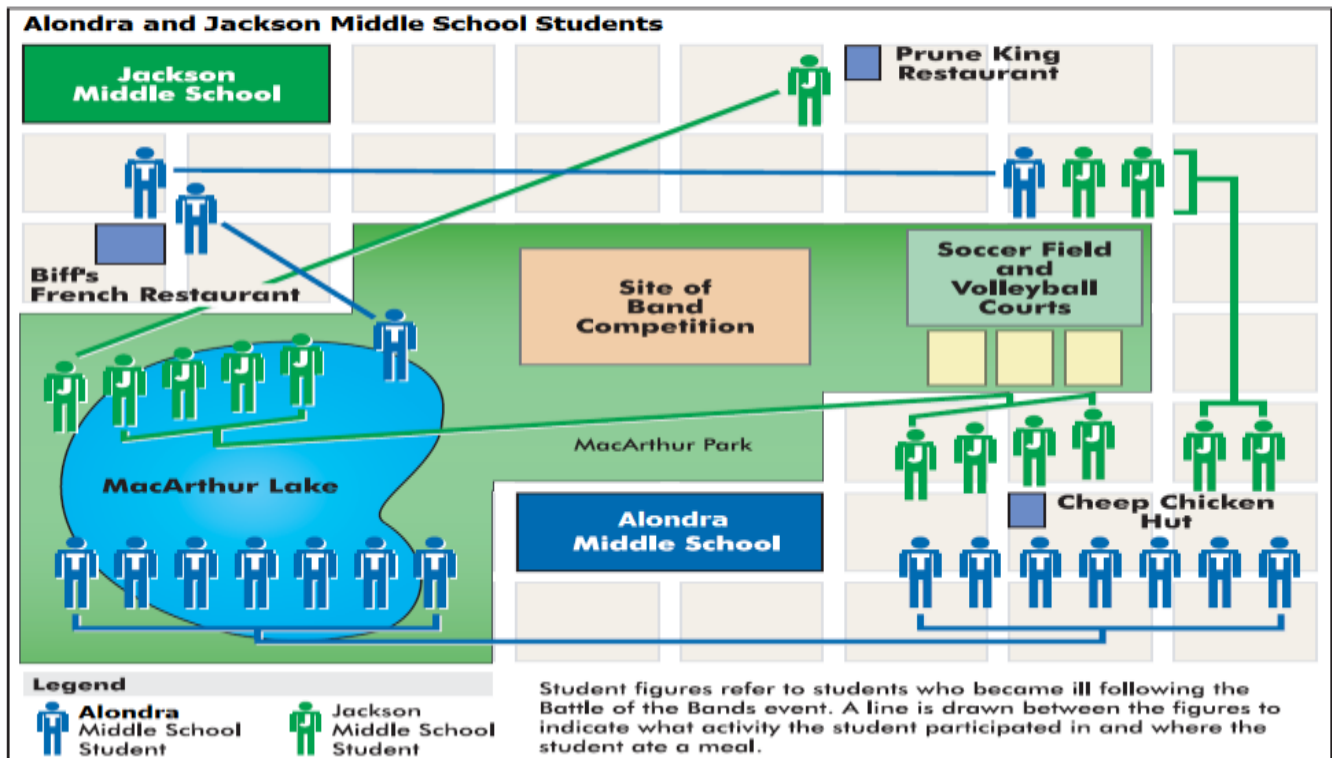 Alondra and Jackson Middle School Students
Jackson
Middle School
Prune King
Restaurant
Biff's
French Restaurant
Site of
Band
Competition
Soccer Field
and
Volleyball
Courts
MacArthur Park
MacArthur Lake
Alondra
Middle School
Cheep Chicken
Hut
Legend
Alondra
Middle School
Student
Jackson
Middle School
Student
Student figures refer to students who became ill following the
Battle of the Bands event. A line is drawn between the figures to
indicate what activity the student participated in and where the
student ate a meal.